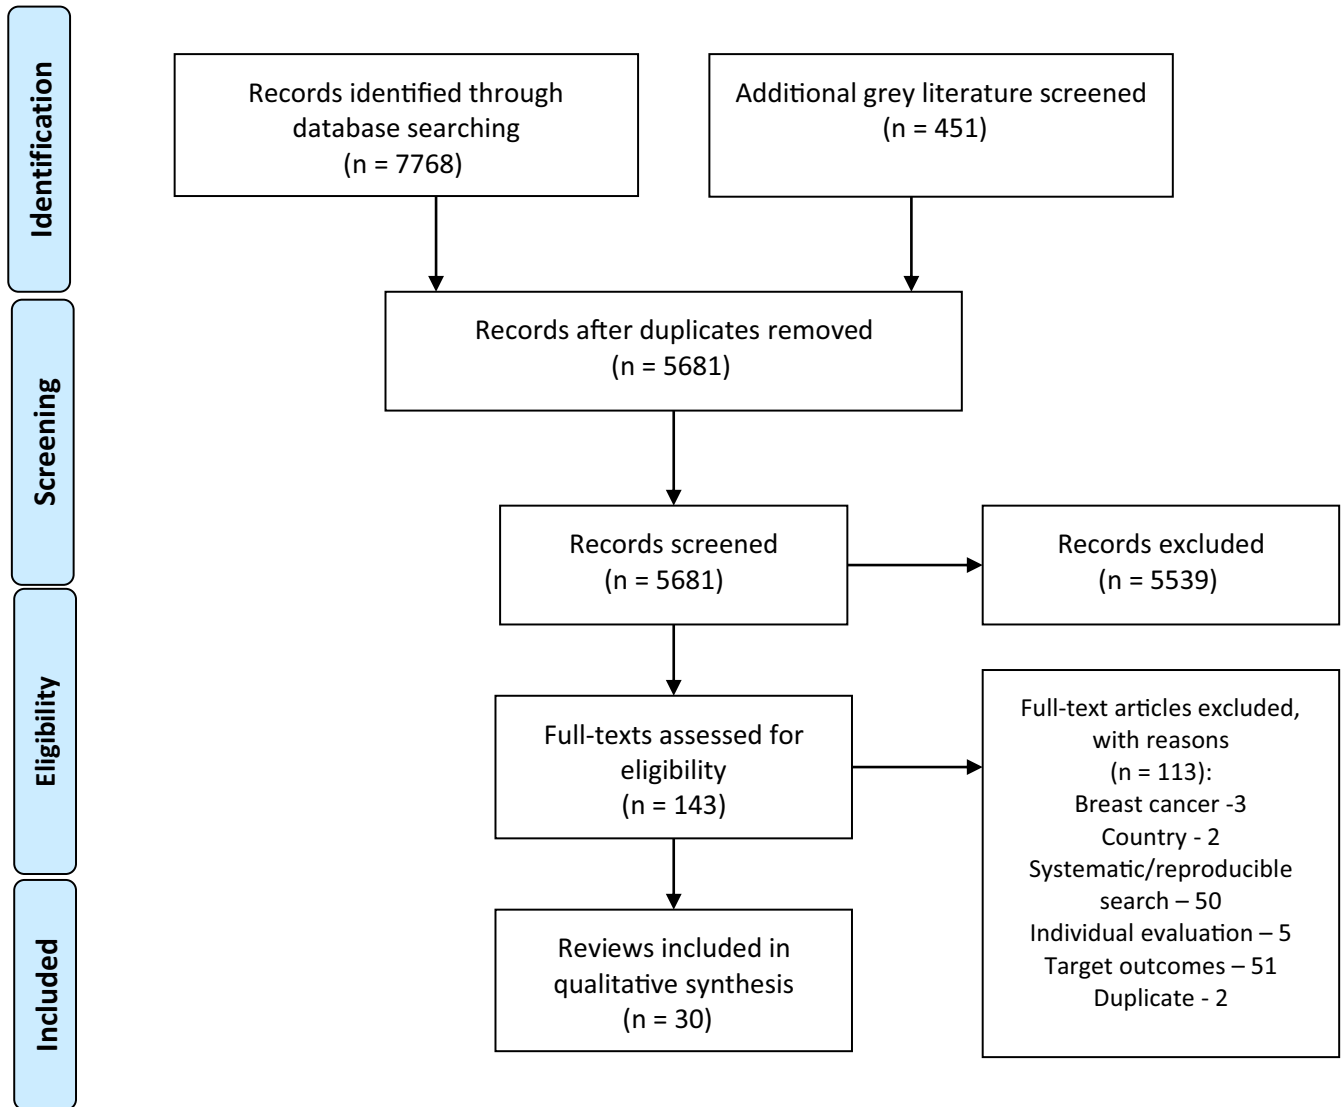 Identification
Records identified through
database searching
(n = 7768)
Additional grey literature screened
(n = 451)
Screening
Records after duplicates removed
(n = 5681)
Records screened
(n = 5681)
Records excluded
(n = 5539)
Eligibility
Full-texts assessed for
eligibility
(n = 143)
Full-text articles excluded,
with reasons
(n = 113):
Breast cancer -3
Country - 2
Systematic/reproducible
search – 50
Individual evaluation – 5
Target outcomes – 51
Duplicate - 2
Included
Reviews included in
qualitative synthesis
(n = 30)